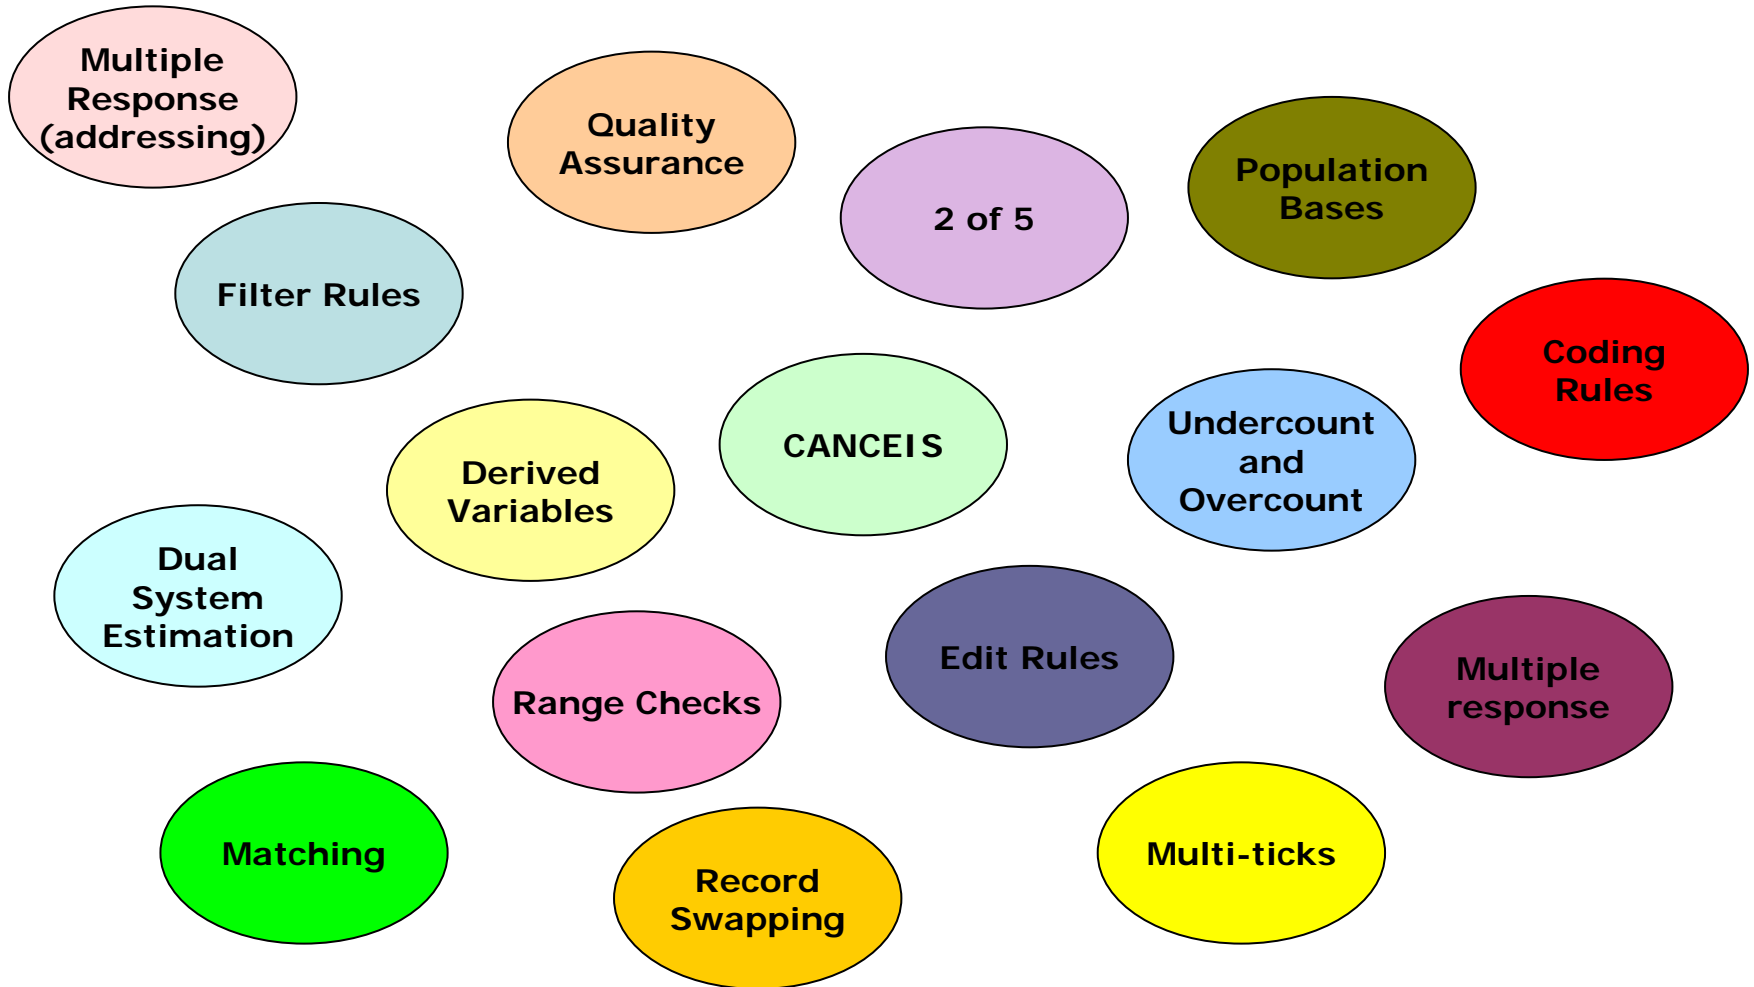 Multiple
Response
(addressing)
Quality
Assurance
2 of 5
Population
Bases
Filter Rules
Coding
Rules
Derived
Variables
CANCEIS
Undercount
and
Overcount
Dual
System
Estimation
Range Checks
Edit Rules
Multiple
response
Matching
Record
Swapping
Multi-ticks